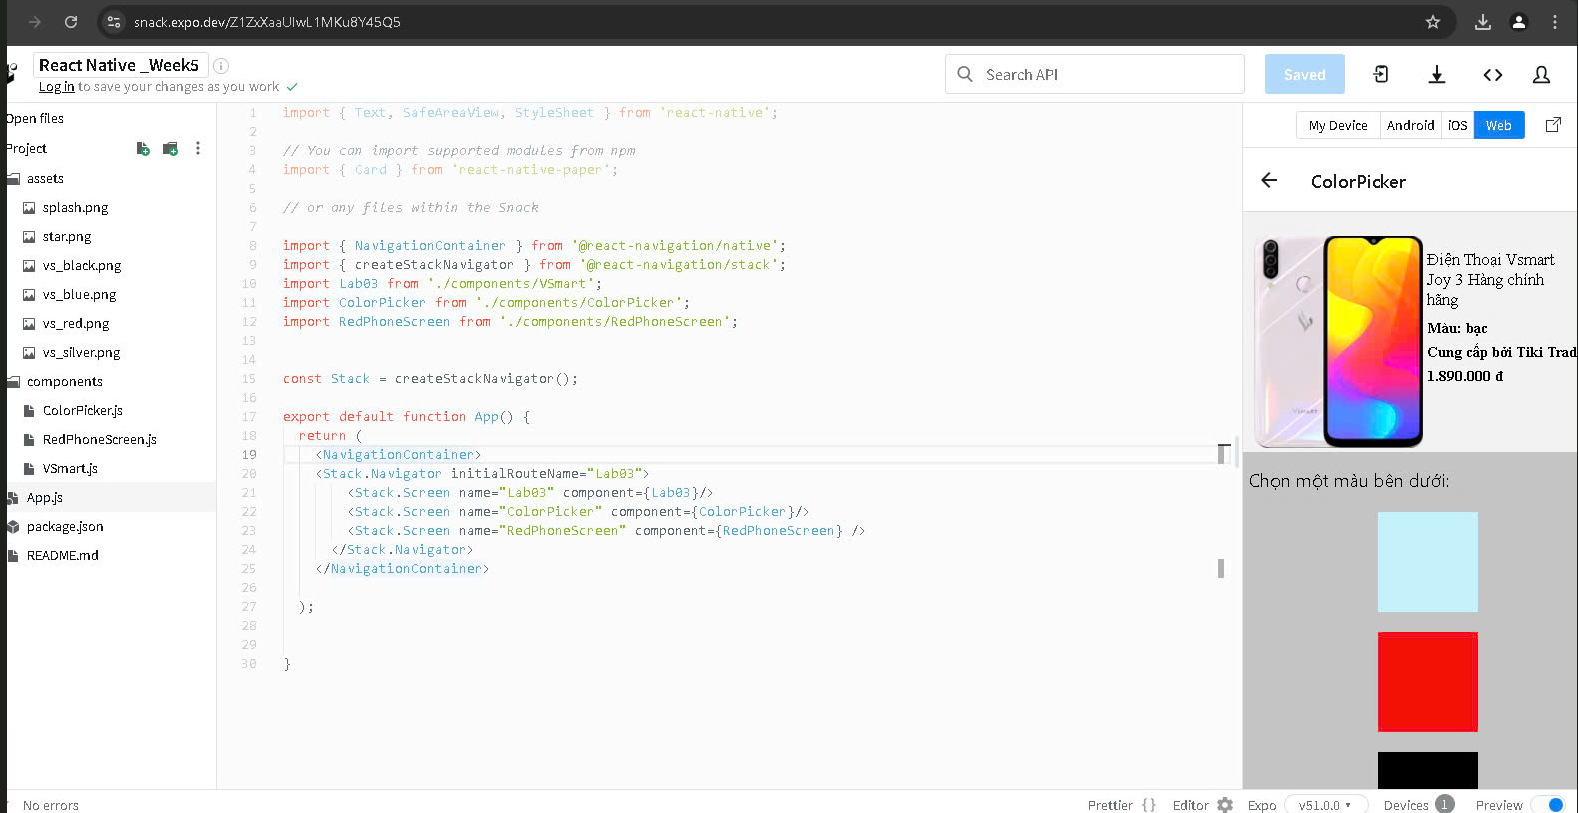 snack.expo.dev/Z1ZxXaaUIwL1MKu8Y45Q5
React Native _Week5
Log in to save your changes as you work
Search API
Saved
Open files
Project
assets
splash.png
star.png
vs_black.png
vs_blue.png
vs_red.png
vs_silver.png
components
ColorPicker.js
RedPhoneScreen.js
VSmart.js
App.js
package.json
README.md
1 import { Text, SafeAreaView, StyleSheet } from 'react-native';
2
3 // You can import supported modules from npm
4 import { Card } from 'react-native-paper';
5
6 // or any files within the Snack
7
8 import { NavigationContainer } from '@react-navigation/native';
9 import { createStackNavigator } from '@react-navigation/stack';
10 import Lab03 from './components/VSmart';
11 import ColorPicker from './components/ColorPicker';
12 import RedPhoneScreen from './components/RedPhoneScreen';
13
14
15 const Stack = createStackNavigator();
16
17 export default function App() {
18 return (
19 <NavigationContainer>
20 <Stack.Navigator initialRouteName="Lab03">
21 <Stack.Screen name="Lab03" component={Lab03}/>
22 <Stack.Screen name="ColorPicker" component={ColorPicker}/>
23 <Stack.Screen name="RedPhoneScreen" component={RedPhoneScreen} />
24 </Stack.Navigator>
25 </NavigationContainer>
26
27 );
28
29
30 }
My Device Android iOS Web
ColorPicker
Điện Thoại Vsmart
Joy 3 Hàng chính
hãng
Màu: bạc
Cung cấp bởi Tiki Trad
1.890.000 đ
Chọn một màu bên dưới:
No errors
Prettier { } Editor Expo v51.0.0 Devices 1 Preview